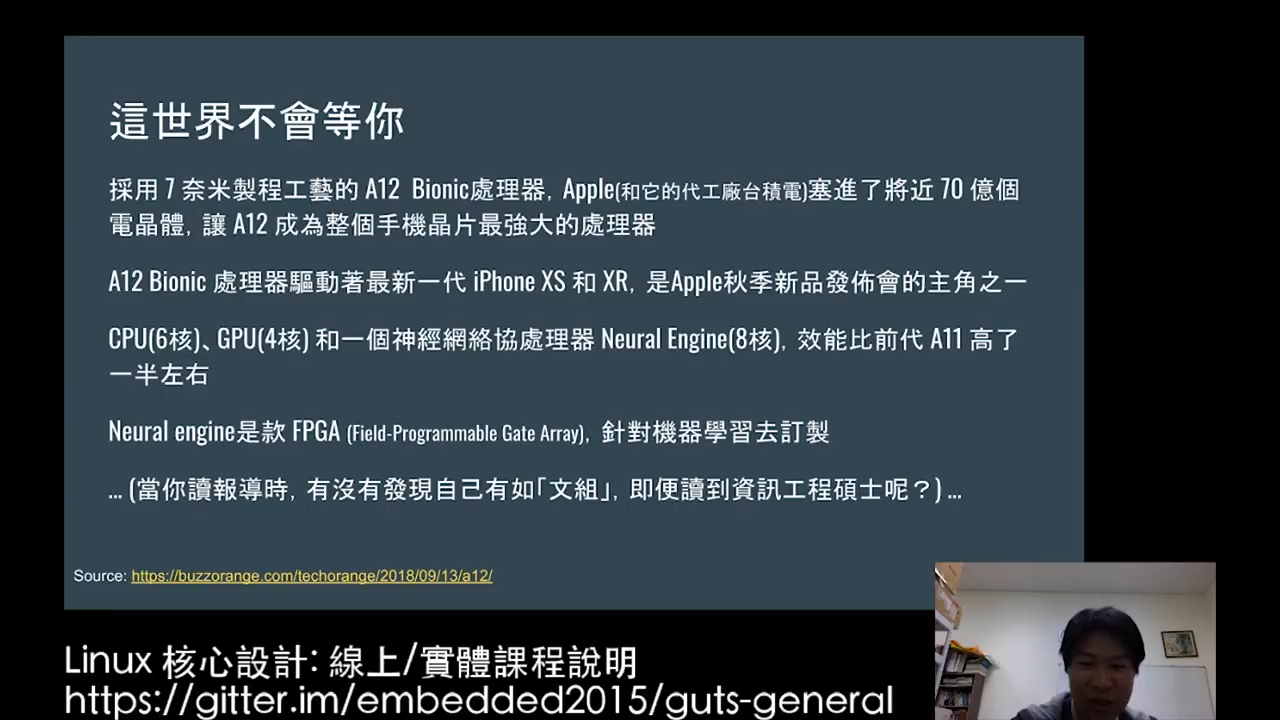 這世界不會等你
採用 7 奈米製程工藝的 A12 Bionic處理器，Apple(和它的代工廠台積電)塞進了將近 70 億個
電晶體，讓 A12 成為整個手機晶片最強大的處理器
A12 Bionic 處理器驅動著最新一代 iPhone XS 和 XR，是Apple秋季新品發佈會的主角之一
CPU(6核)、GPU(4核) 和一個神經網絡協處理器 Neural Engine(8核)，效能比前代 A11 高了
一半左右
Neural engine是款 FPGA (Field-Programmable Gate Array)，針對機器學習去訂製
... (當你讀報導時，有沒有發現自己有如「文組」，即便讀到資訊工程碩士呢？) ...
Source: https://buzzorange.com/techorange/2018/09/13/a12/
Linux 核心設計: 線上/實體課程說明
https://gitter.im/embedded2015/guts-general